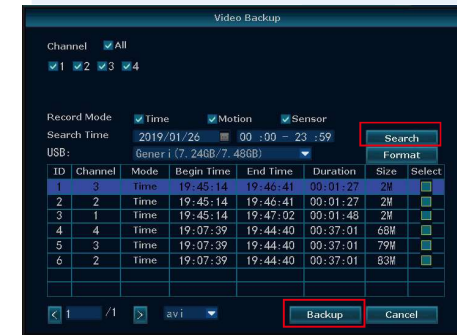 Video Backup
Channel All
1 2 3 4
Record Mode Time Motion Sensor
Search Time 2019/01/26 00 :00 - 23 :59 Search
USB: Generi(7.24GB/7.48GB) Format
ID Channel Mode Begin Time End Time Duration Size Select
1 3 Time 19:45:14 19:46:41 00:01:27 2M
2 2 Time 19:45:14 19:46:41 00:01:27 2M
3 1 Time 19:45:14 19:47:02 00:01:48 2M
4 4 Time 19:07:39 19:44:40 00:37:01 68M
5 3 Time 19:07:39 19:44:40 00:37:01 79M
6 2 Time 19:07:39 19:44:40 00:37:01 83M
< 1 /1 > avi Backup Cancel